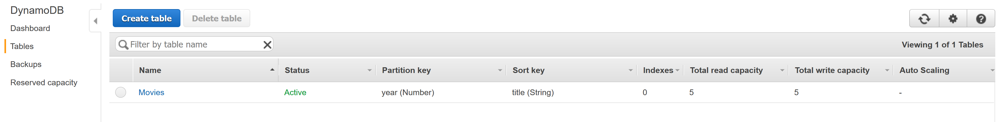 DynamoDB
Dashboard
Tables
Backups
Reserved capacity
Create table Delete table
Filter by table name Viewing 1 of 1 Tables
Name Status Partition key Sort key Indexes Total read capacity Total write capacity Auto Scaling
Movies Active year (Number) title (String) 0 5 5 -